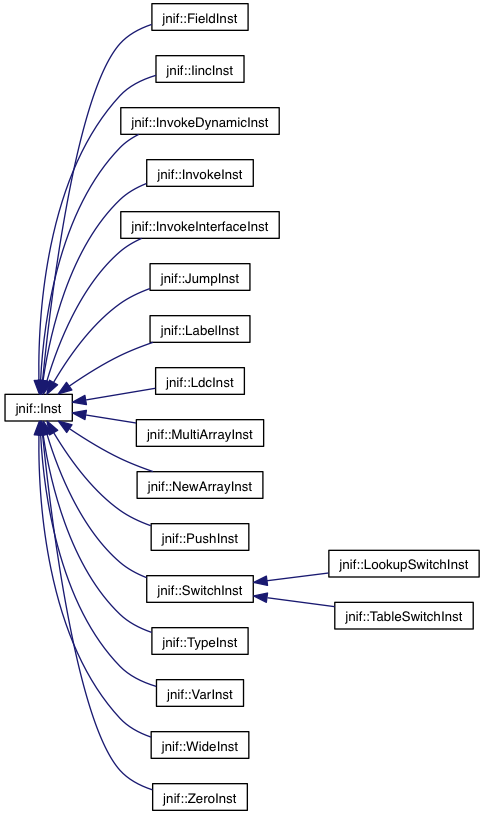 jnif::FieldInst
jnif::IincInst
jnif::InvokeDynamicInst
jnif::InvokeInst
jnif::InvokeInterfaceInst
jnif::JumpInst
jnif::LabelInst
jnif::LdcInst
jnif::Inst
jnif::MultiArrayInst
jnif::NewArrayInst
jnif::PushInst
jnif::LookupSwitchInst
jnif::SwitchInst
jnif::TableSwitchInst
jnif::TypeInst
jnif::VarInst
jnif::WideInst
jnif::ZeroInst